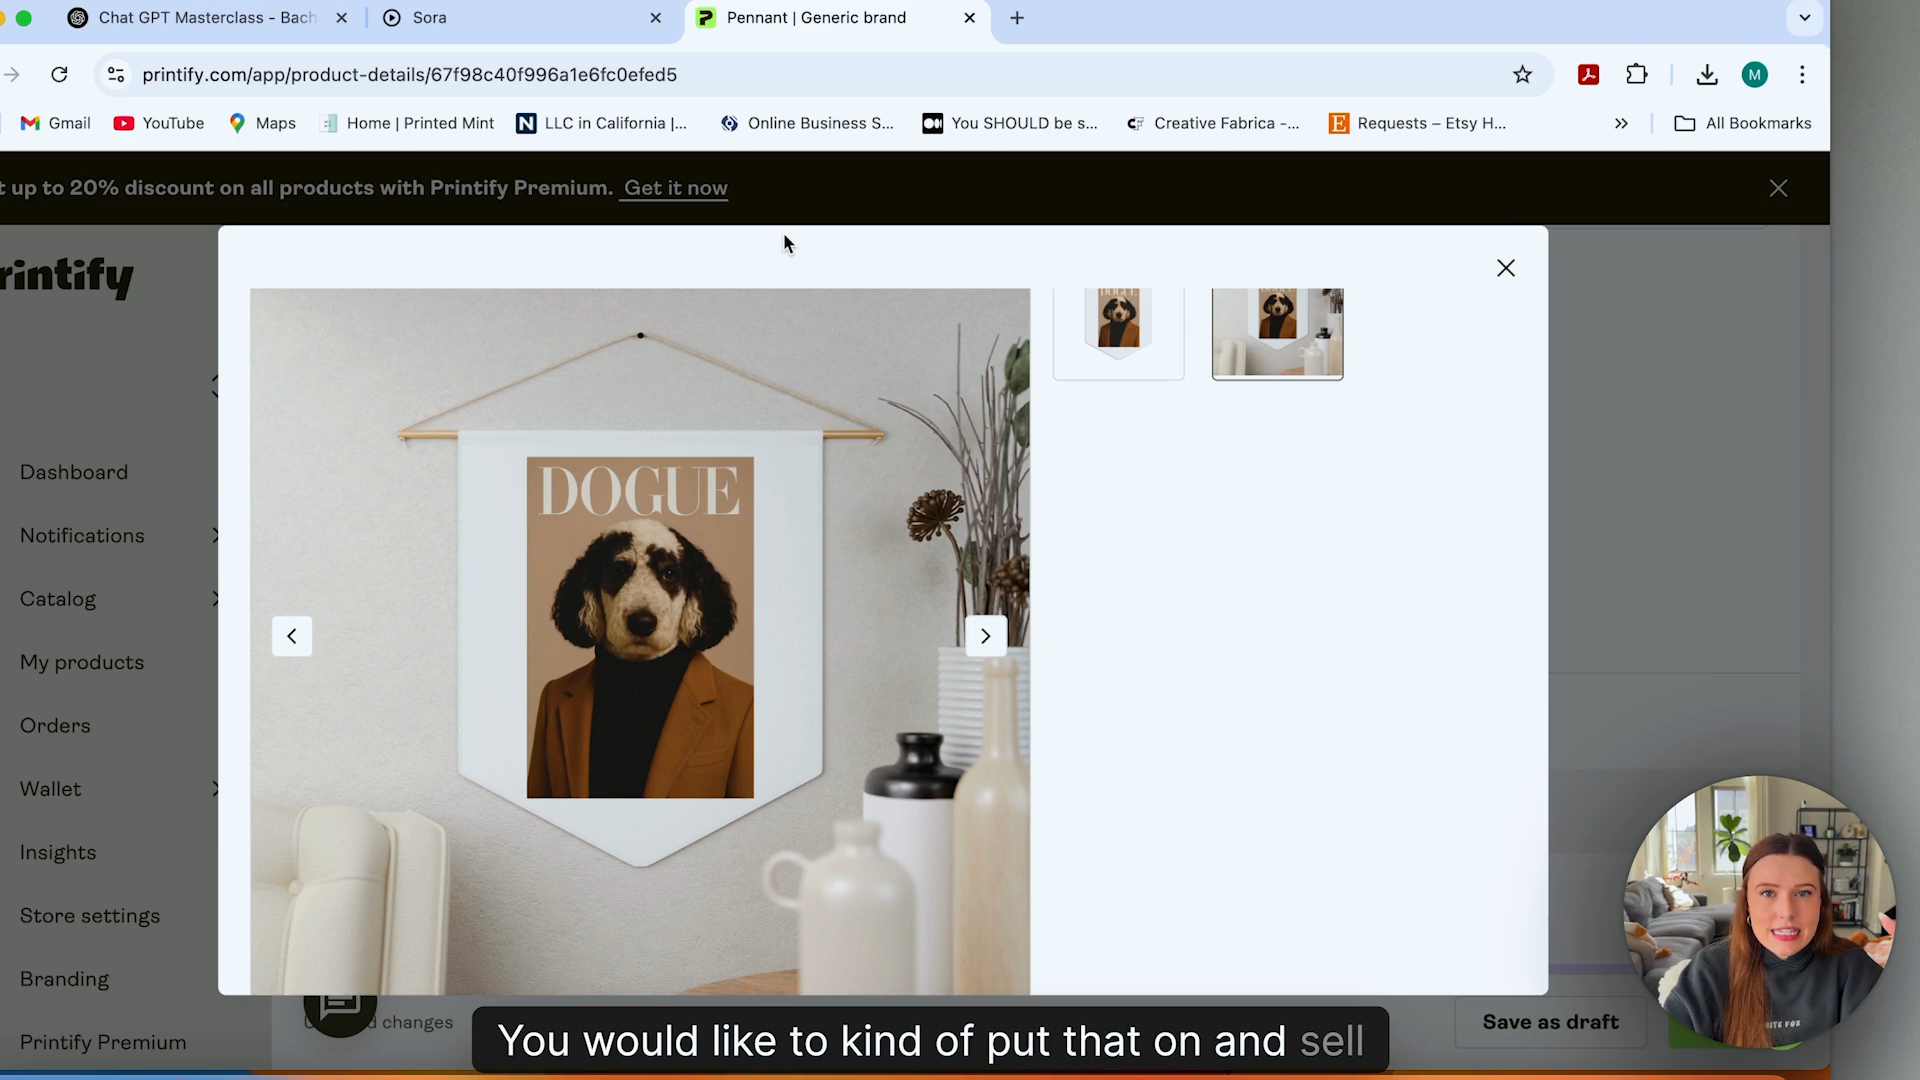 Chat GPT Masterclass - Bach
Sora
Pennant | Generic brand
printify.com/app/product-details/67f98c40f996a1e6fc0efed5
M
Gmail
YouTube
Maps
Home | Printed Mint
LLC in California |...
Online Business S...
You SHOULD be s...
Creative Fabrica -...
Requests – Etsy H...
All Bookmarks
t up to 20% discount on all products with Printify Premium. Get it now
rintify
DOGUE
Dashboard
Notifications
Catalog
My products
Orders
Wallet
Insights
Store settings
Branding
Printify Premium
changes
Save as draft
You would like to kind of put that on and sell